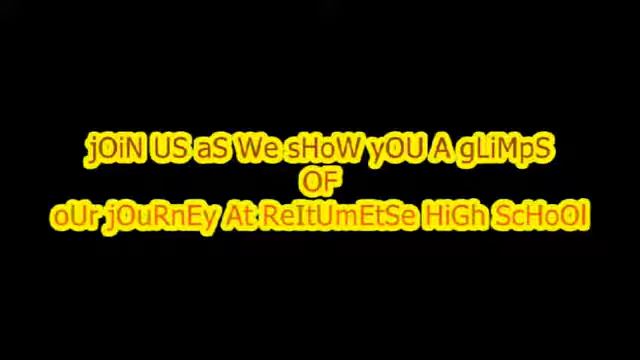 jOiN US aS We sHoW yOU A gLiMpS
OF
oUr jOuRnEy At ReItUmEtSe HiGh ScHoOl